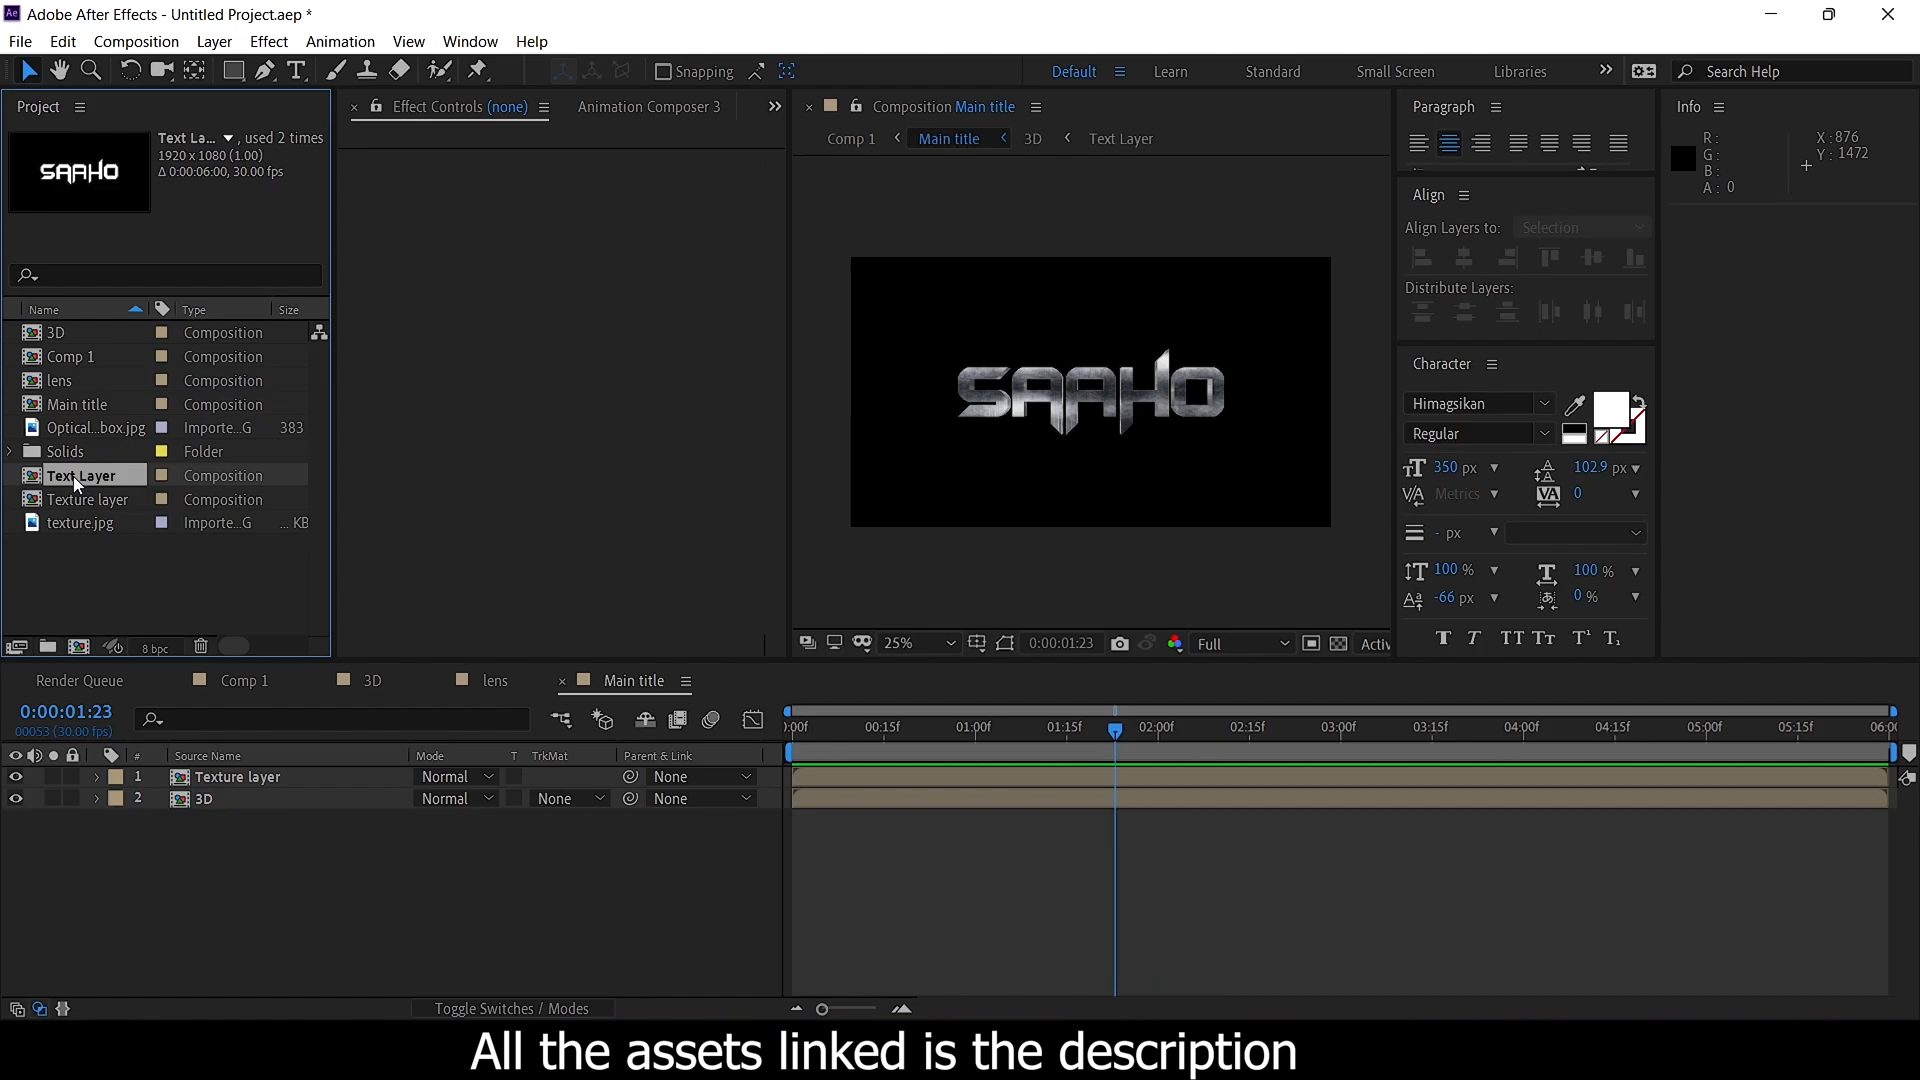 Adobe After Effects - Untitled Project.aep *
File Edit Composition Layer Effect Animation View Window Help
Snapping
Default Learn Standard Small Screen Libraries
Search Help
Project
Text La... , used 2 times
1920 x 1080 (1.00)
Δ 0:00:06:00, 30.00 fps
SAAHO
Name Type Size
3D Composition
Comp 1 Composition
lens Composition
Main title Composition
Optical...box.jpg Importe...G 383
Solids Folder
Text Layer Composition
Texture layer Composition
texture.jpg Importe...G ... KB
8 bpc
Effect Controls (none) Animation Composer 3
Composition Main title
Comp 1 Main title 3D Text Layer
SAAHO
25% 0:00:01:23 Full Activ
Paragraph
Align
Align Layers to: Selection
Distribute Layers:
Character
Himagsikan
Regular
350 px 102.9 px
Metrics 0
- px
100 % 100 %
-66 px 0 %
T T TT Tt T¹ T₁
Info
R: X:876
G: Y: 1472
B:
A: 0
Render Queue Comp 1 3D lens Main title
0:00:01:23
00053 (30.00 fps)
# Source Name Mode T TrkMat Parent & Link
1 Texture layer Normal None
2 3D Normal None None
):00f 00:15f 01:00f 01:15f 02:00f 02:15f 03:00f 03:15f 04:00f 04:15f 05:00f 05:15f 06:0(
Toggle Switches / Modes
All the assets linked is the description